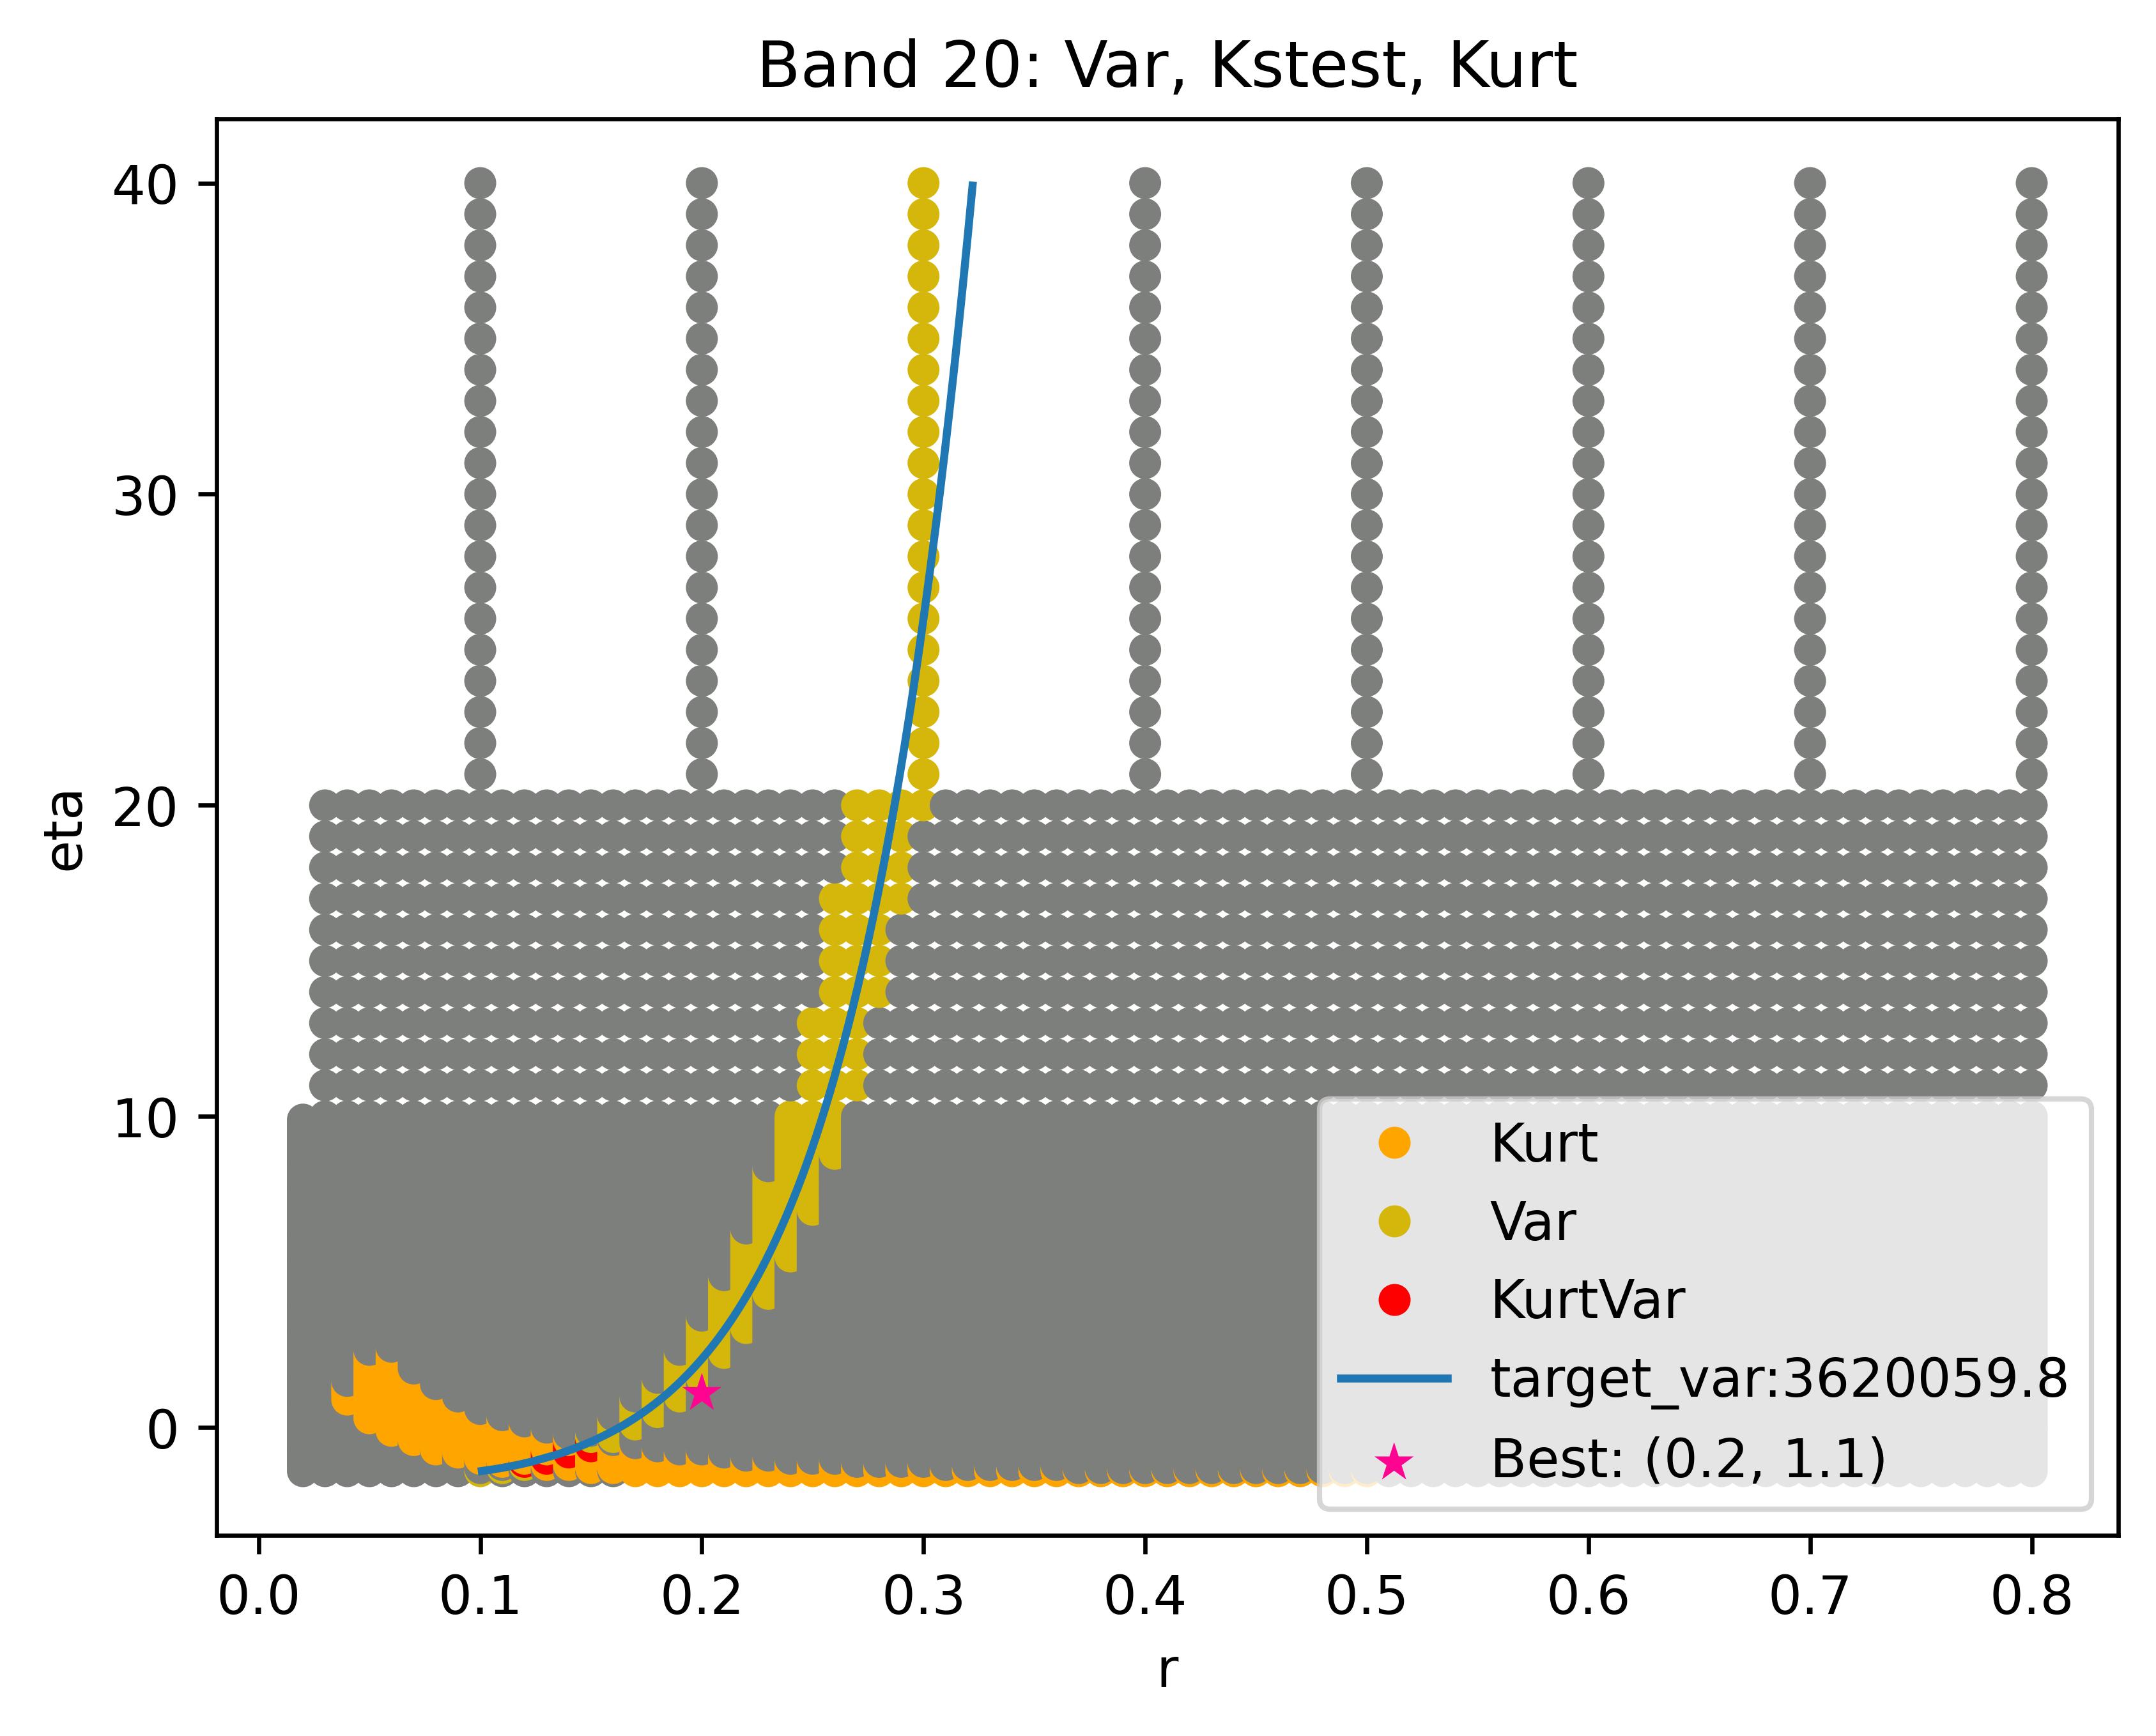 Band 20: Var, Kstest, Kurt
eta
40
30
20
10
0
Kurt
Var
KurtVar
target_var:3620059.8
Best: (0.2, 1.1)
0.0 0.1 0.2 0.3 0.4 0.5 0.6 0.7 0.8
r